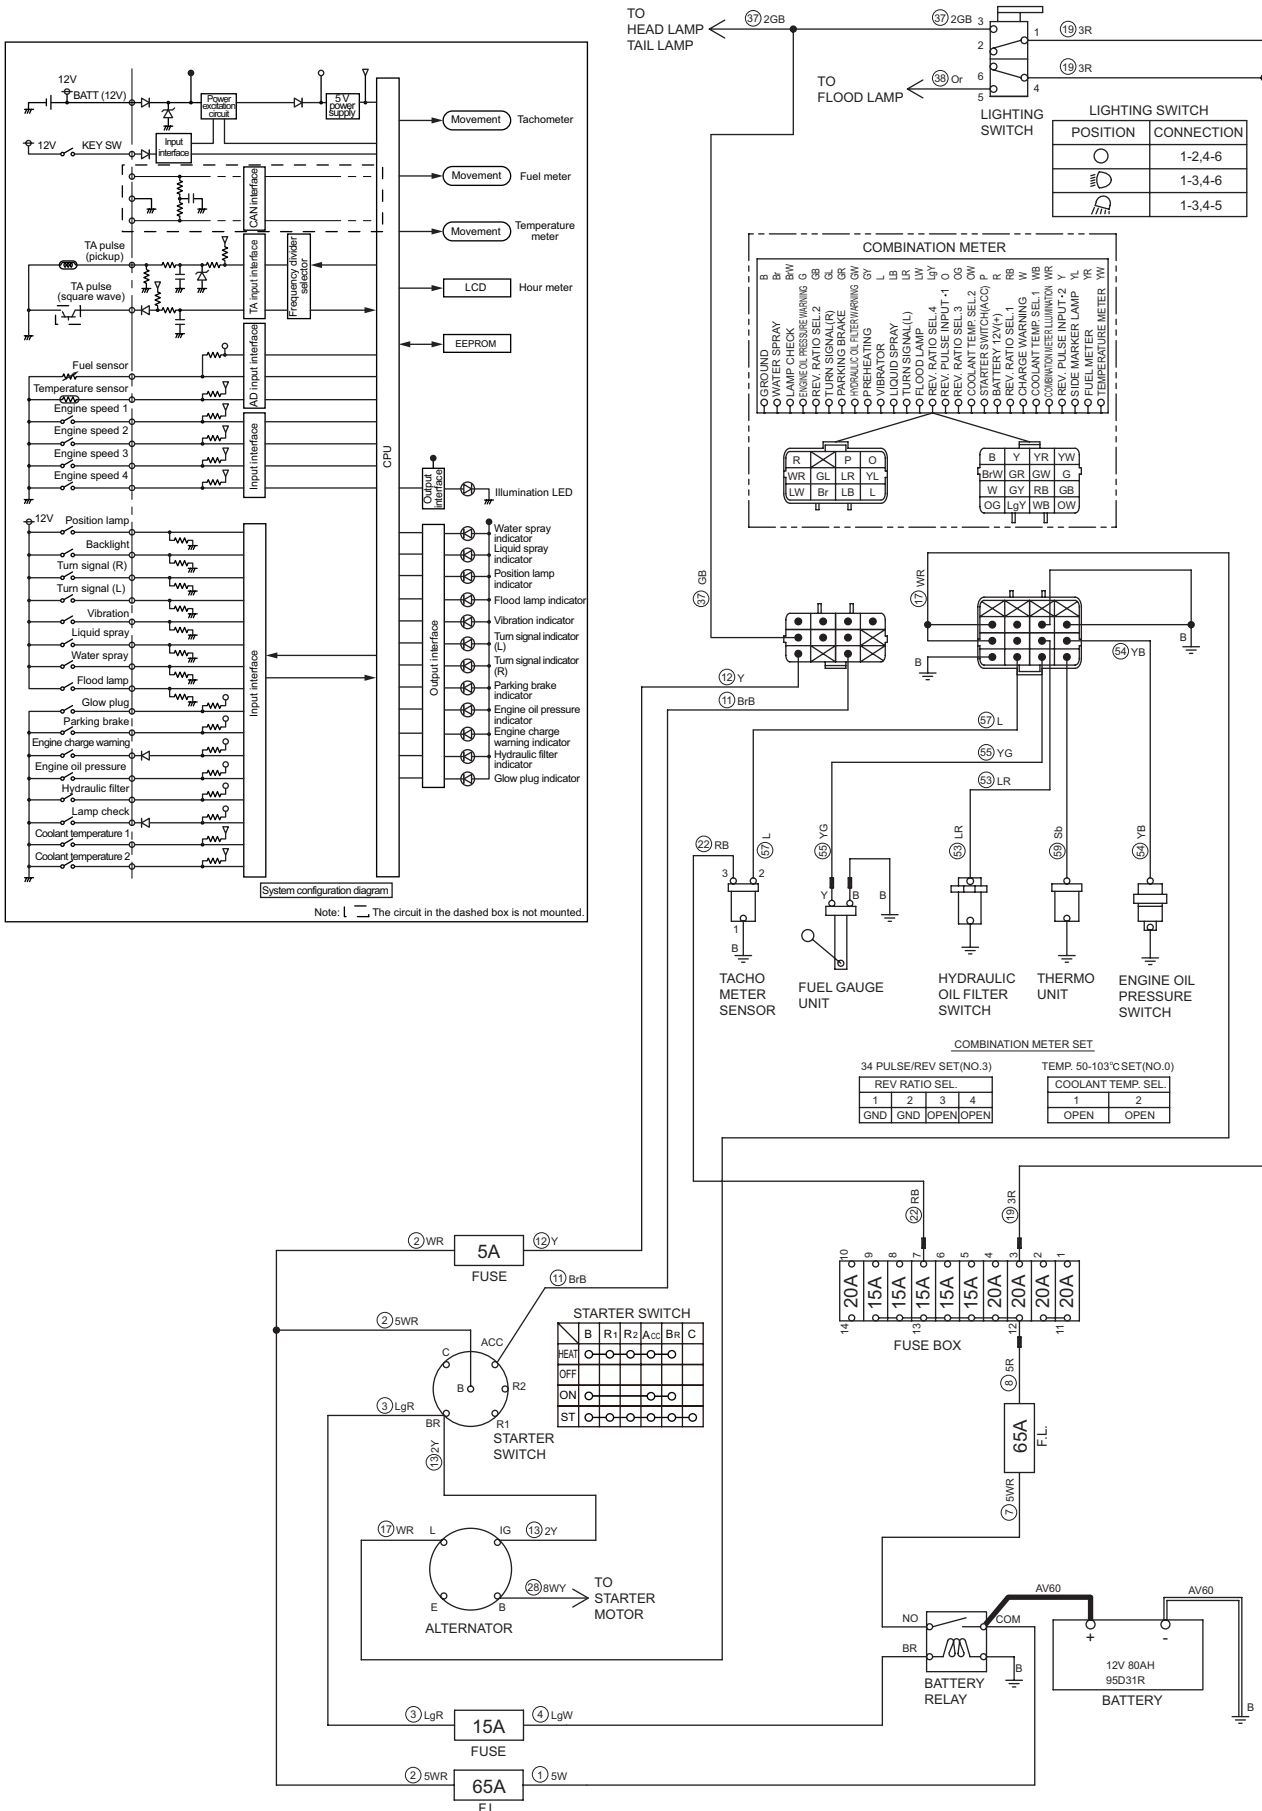 TO
HEAD LAMP
TAIL LAMP
37 2GB
37 2GB
3
2
1
19 3R
TO
FLOOD LAMP
38 Or
6
5
4
19 3R
LIGHTING
SWITCH
LIGHTING SWITCH
POSITION CONNECTION
1-2,4-6
1-3,4-6
1-3,4-5
12V
BATT (12V)
Power
excitation
circuit
5 V
power
supply
12V KEY SW
Input
interface
CAN interface
TA pulse
(pickup)
TA pulse
(square wave)
TA input interface
Frequency divider
selector
Fuel sensor
Temperature sensor
AD input interface
Engine speed 1
Engine speed 2
Engine speed 3
Engine speed 4
Input interface
CPU
Movement Tachometer
Movement Fuel meter
Movement Temperature
meter
LCD Hour meter
EEPROM
Output
interface
Illumination LED
12V
Position lamp
Backlight
Turn signal (R)
Turn signal (L)
Vibration
Liquid spray
Water spray
Flood lamp
Glow plug
Parking brake
Engine charge warning
Engine oil pressure
Hydraulic filter
Lamp check
Coolant temperature 1
Coolant temperature 2
Input interface
Output interface
Water spray
indicator
Liquid spray
indicator
Position lamp
indicator
Flood lamp indicator
Vibration indicator
Turn signal indicator
(L)
Turn signal indicator
(R)
Parking brake
indicator
Engine oil pressure
indicator
Engine charge
warning indicator
Hydraulic filter
indicator
Glow plug indicator
System configuration diagram
Note: The circuit in the dashed box is not mounted.
COMBINATION METER
GROUND B
WATER SPRAY Br
LAMP CHECK BrW
ENGINE OIL PRESSURE WARNING G
REV. RATIO SEL.2 GB
TURN SIGNAL(R) GL
PARKING BRAKE GR
HYDRAULIC OIL FILTER WARNING GW
PREHEATING GY
VIBRATOR L
LIQUID SPRAY LB
TURN SIGNAL(L) LR
FLOOD LAMP LW
REV. RATIO SEL.4 LgY
REV. PULSE INPUT -1 O
REV. RATIO SEL.3 OG
COOLANT TEMP. SEL.2 OW
STARTER SWITCH(ACC) P
BATTERY 12V(+) R
REV. RATIO SEL.1 RB
CHARGE WARNING W
COOLANT TEMP. SEL.1 WB
COMBINATION METER ILLUMINATION WR
REV. PULSE INPUT -2 Y
SIDE MARKER LAMP YL
FUEL METER YR
TEMPERATURE METER YW
R P O
WR GL LR YL
LW Br LB L
B Y YR YW
BrW GR GW G
W GY RB GB
OG LgY WB OW
37 GB
17 WR
B
B
54 YB
12 Y
11 BrB
57 L
55 YG
53 LR
22 RB
57 L
55 YG
53 LR
59 Sb
54 YB
3
2
1
B
Y
B
B
TACHO
METER
SENSOR
FUEL GAUGE
UNIT
HYDRAULIC
OIL FILTER
SWITCH
THERMO
UNIT
ENGINE OIL
PRESSURE
SWITCH
COMBINATION METER SET
34 PULSE/REV SET(NO.3)
REV RATIO SEL.
1 2 3 4
GND GND OPEN OPEN
TEMP. 50-103°C SET(NO.0)
COOLANT TEMP. SEL.
1 2
OPEN OPEN
22 RB
19 3R
2 WR
5A
12 Y
FUSE
11 BrB
10 9 8 7 6 5 4 3 2 1
20A 15A 15A 15A 15A 15A 20A 20A 20A 20A
14 13 12 11
FUSE BOX
2 5WR
ACC
C
B
R2
R1
BR
STARTER
SWITCH
3 LgR
13 2Y
STARTER SWITCH
B R1 R2 Acc BR C
HEAT
OFF
ON
ST
8 5R
65A
F.L.
7 5WR
17 WR
L
IG
13 2Y
E
B
28 8WY
TO
STARTER
MOTOR
ALTERNATOR
NO
COM
BR
B
BATTERY
RELAY
AV60
AV60
+
-
12V 80AH
95D31R
BATTERY
B
3 LgR
15A
4 LgW
FUSE
2 5WR
65A
1 5W
F.L.